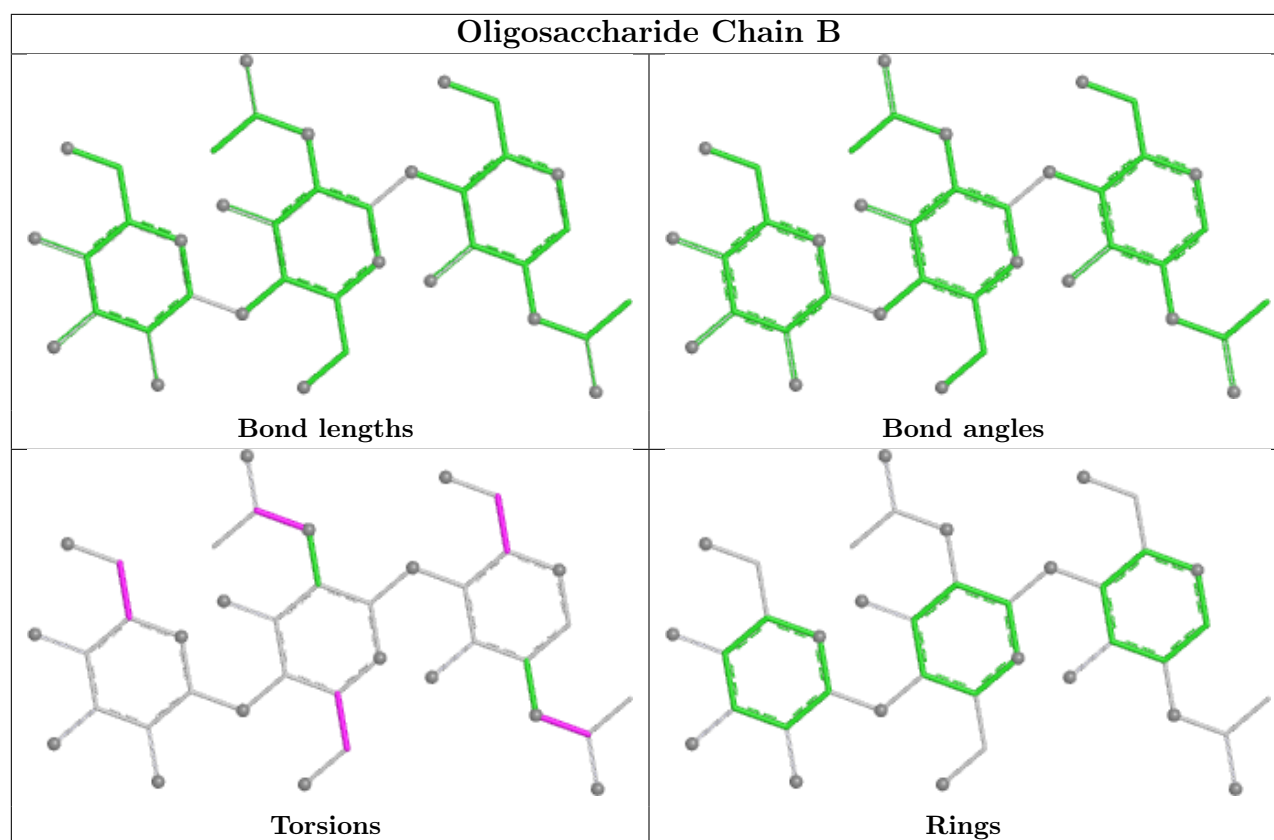 Oligosaccharide Chain B
Bond lengths
Bond angles
Torsions
Rings